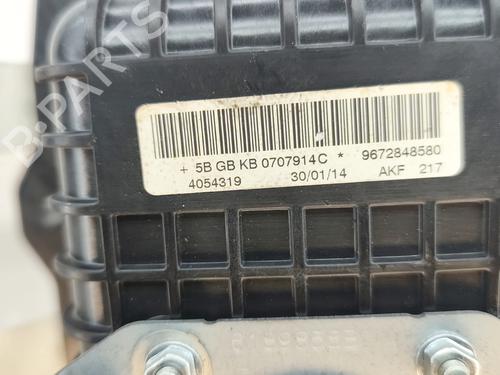 B-PARTS
+ 5B GB KB 0707914C * 9672848580
4054319 30/01/14 AKF 217